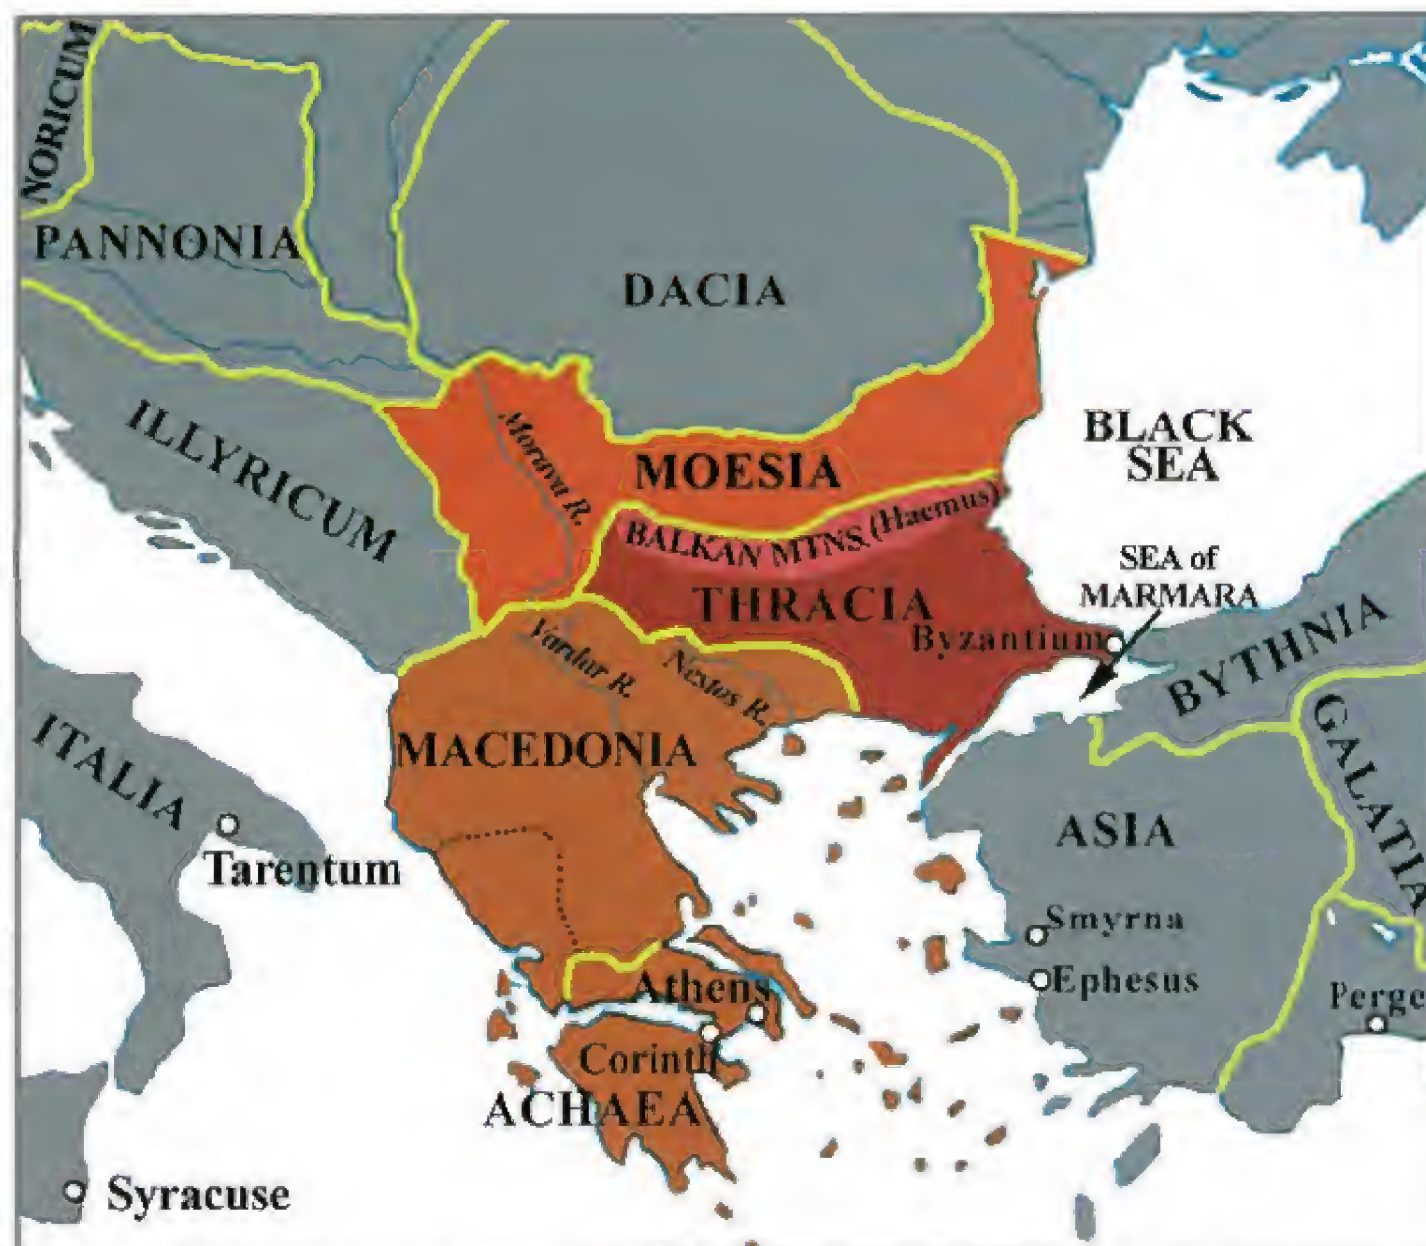 NORICUM
PANNONIA
DACIA
ILLYRICUM
Morava R.
MOESIA
BLACK
SEA
BALKAN MTNS. (Haemus)
SEA of
MARMARA
THRACIA
Byzantium
BYTHNIA
Vardar R.
Nestos R.
GALATIA
ITALIA
MACEDONIA
ASIA
Tarentum
Smyrna
Ephesus
Athens
Perge
Corinth
ACHAEA
Syracuse